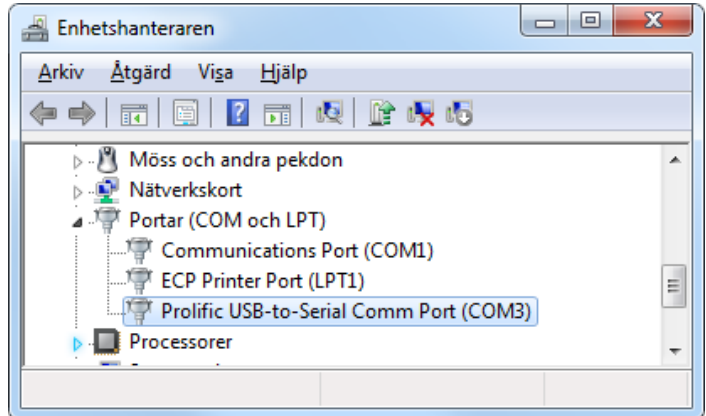 Enhetshanteraren
Arkiv Åtgärd Visa Hjälp
Möss och andra pekdon
Nätverkskort
Portar (COM och LPT)
Communications Port (COM1)
ECP Printer Port (LPT1)
Prolific USB-to-Serial Comm Port (COM3)
Processorer